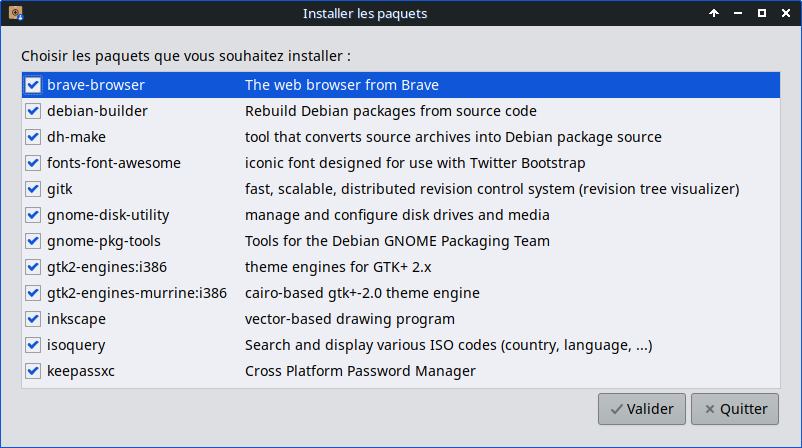 Installer les paquets
Choisir les paquets que vous souhaitez installer :
brave-browser The web browser from Brave
debian-builder Rebuild Debian packages from source code
dh-make tool that converts source archives into Debian package source
fonts-font-awesome iconic font designed for use with Twitter Bootstrap
gitk fast, scalable, distributed revision control system (revision tree visualizer)
gnome-disk-utility manage and configure disk drives and media
gnome-pkg-tools Tools for the Debian GNOME Packaging Team
gtk2-engines:i386 theme engines for GTK+ 2.x
gtk2-engines-murrine:i386 cairo-based gtk+-2.0 theme engine
inkscape vector-based drawing program
isoquery Search and display various ISO codes (country, language, ...)
keepassxc Cross Platform Password Manager
Valider Quitter